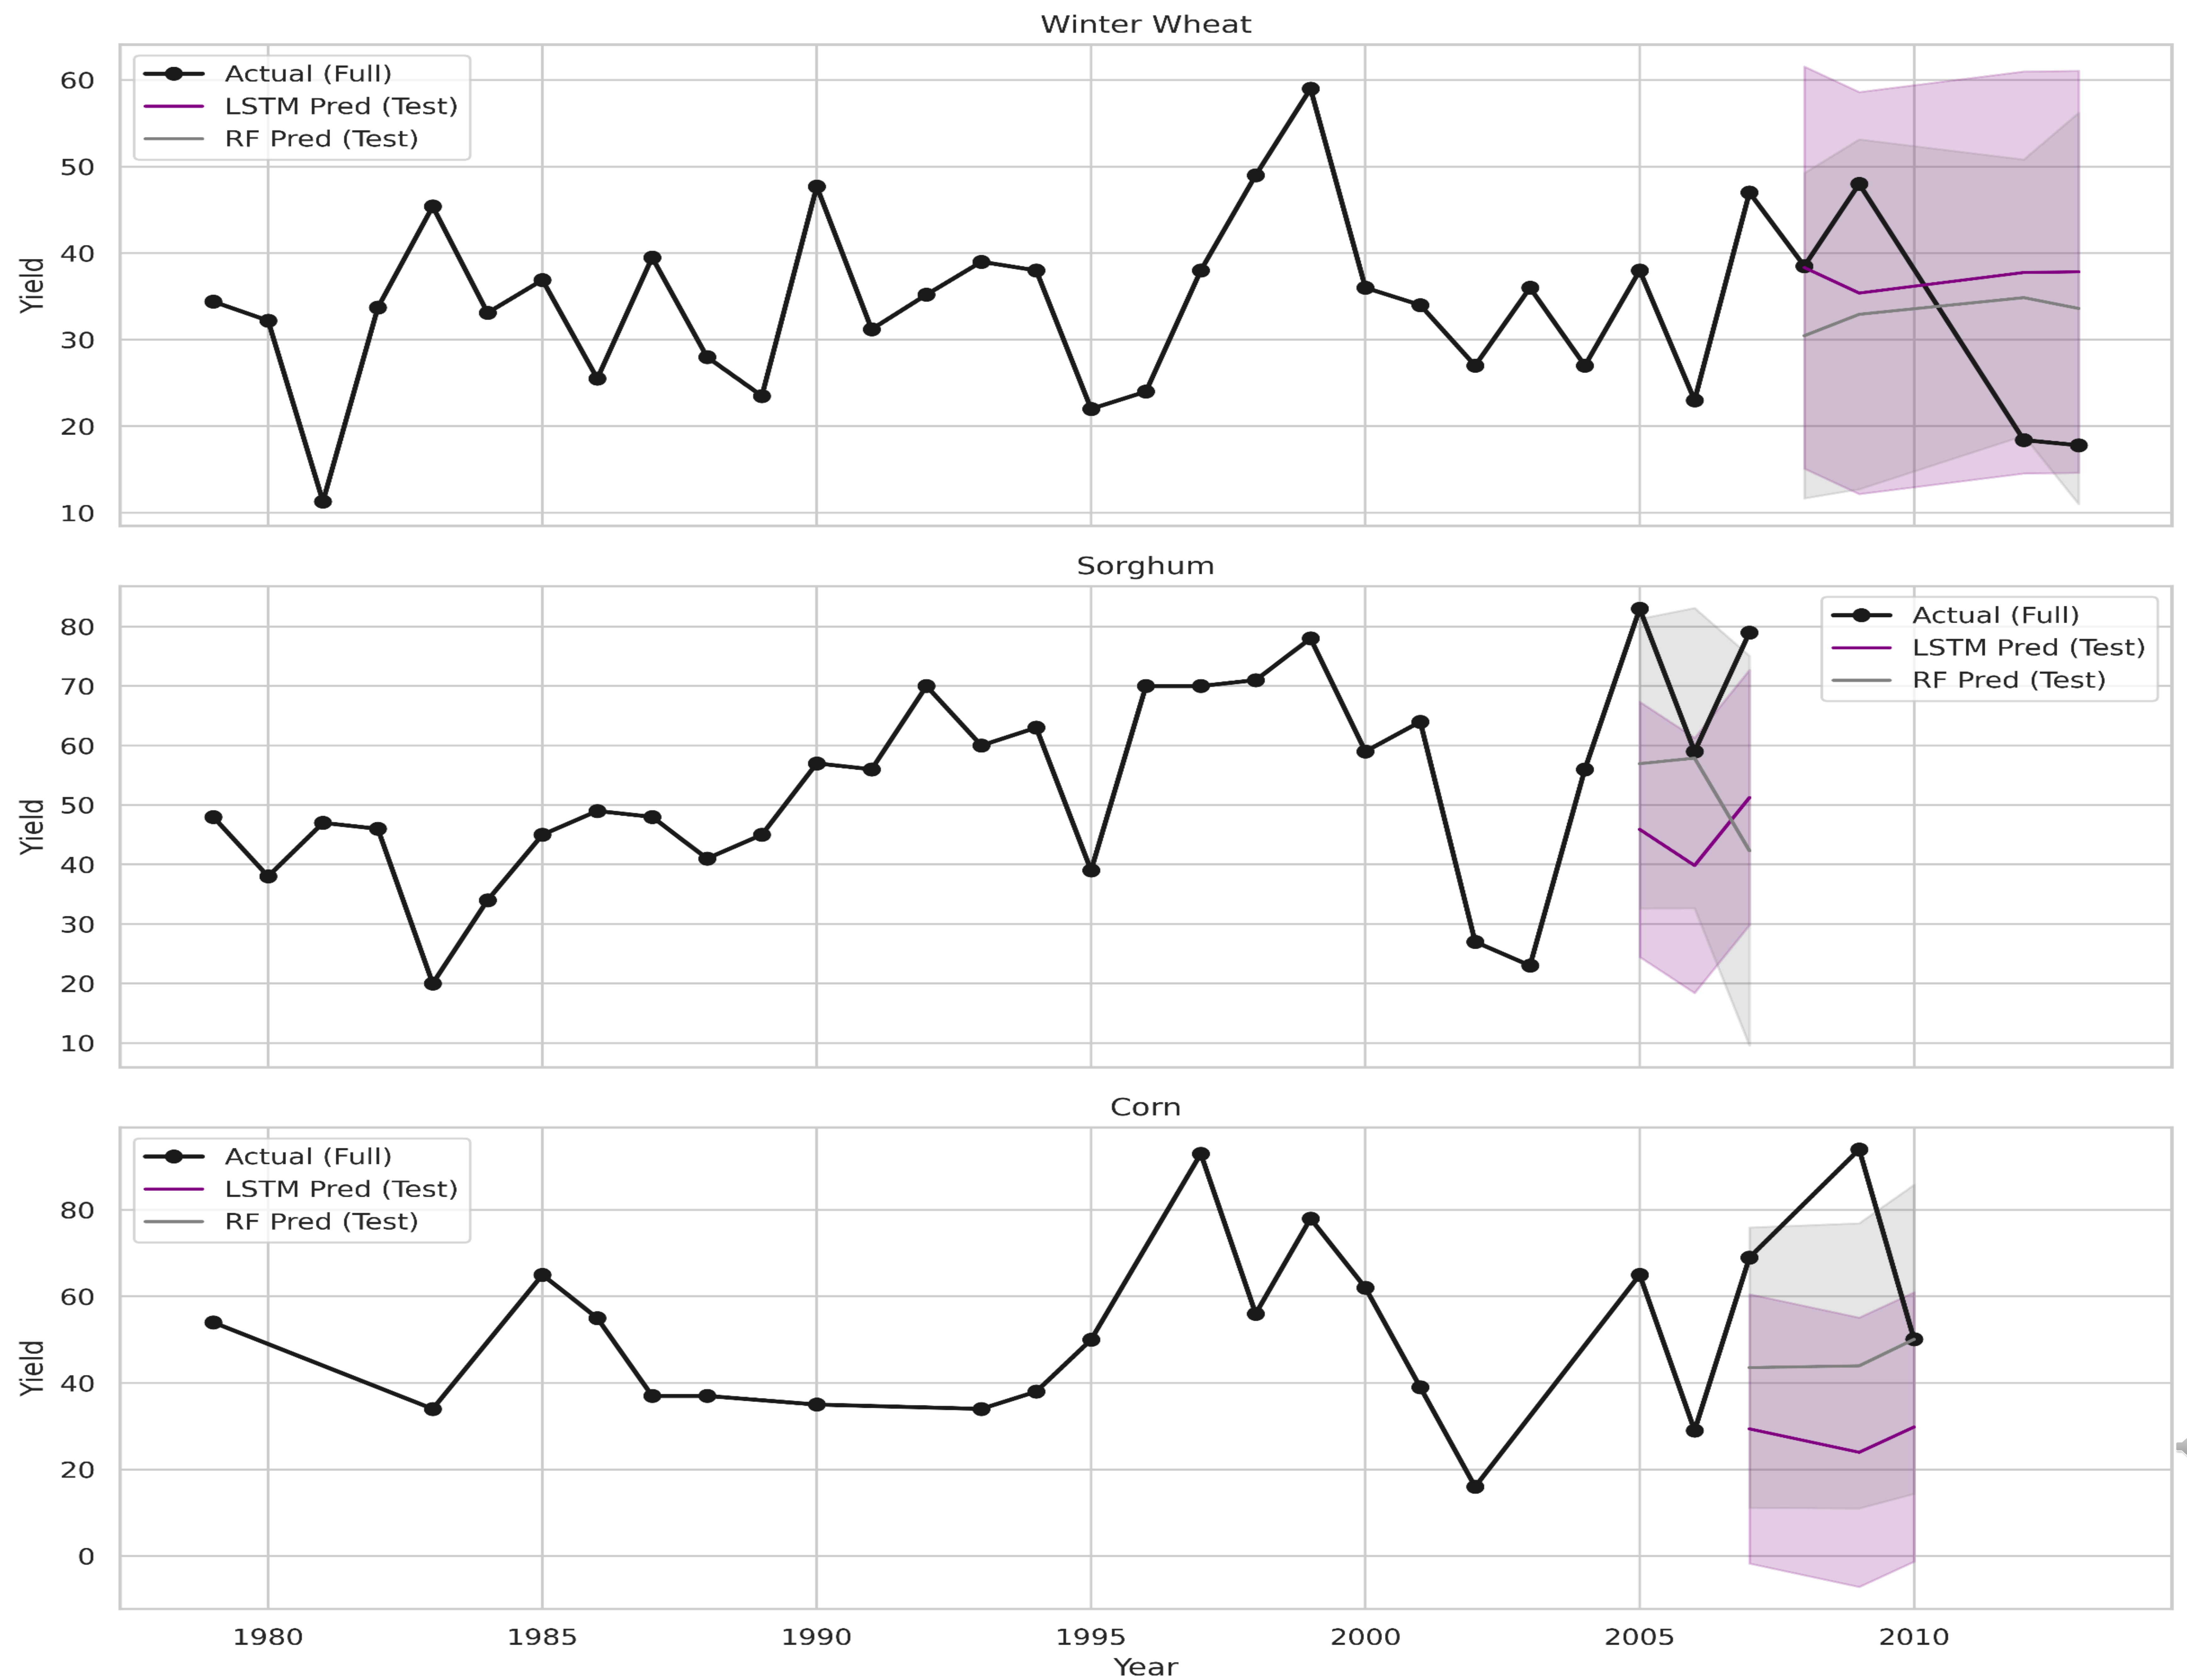 Winter Wheat
Actual (Full)
LSTM Pred (Test)
RF Pred (Test)
60
50
40
30
20
10
Yield
Sorghum
Actual (Full)
LSTM Pred (Test)
RF Pred (Test)
80
70
60
50
40
30
20
10
Yield
Corn
Actual (Full)
LSTM Pred (Test)
RF Pred (Test)
80
60
40
20
0
Yield
1980 1985 1990 1995 2000 2005 2010
Year